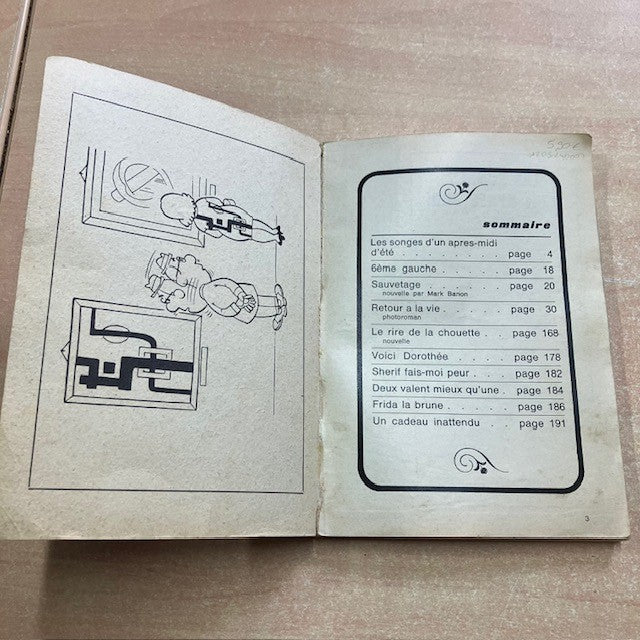 sommaire
Les songes d'un apres-midi
d'été . . . . . . . . page 4
6ème gauche . . . . . page 18
Sauvetage . . . . . . page 20
nouvelle par Mark Barion
Retour a la vie . . . . . page 30
photoroman
Le rire de la chouette . . . . page 168
nouvelle
Voici Dorothée . . . . . page 178
Sherif fais-moi peur . . . page 182
Deux valent mieux qu'une . page 184
Frida la brune . . . . . page 186
Un cadeau inattendu . . . page 191
3